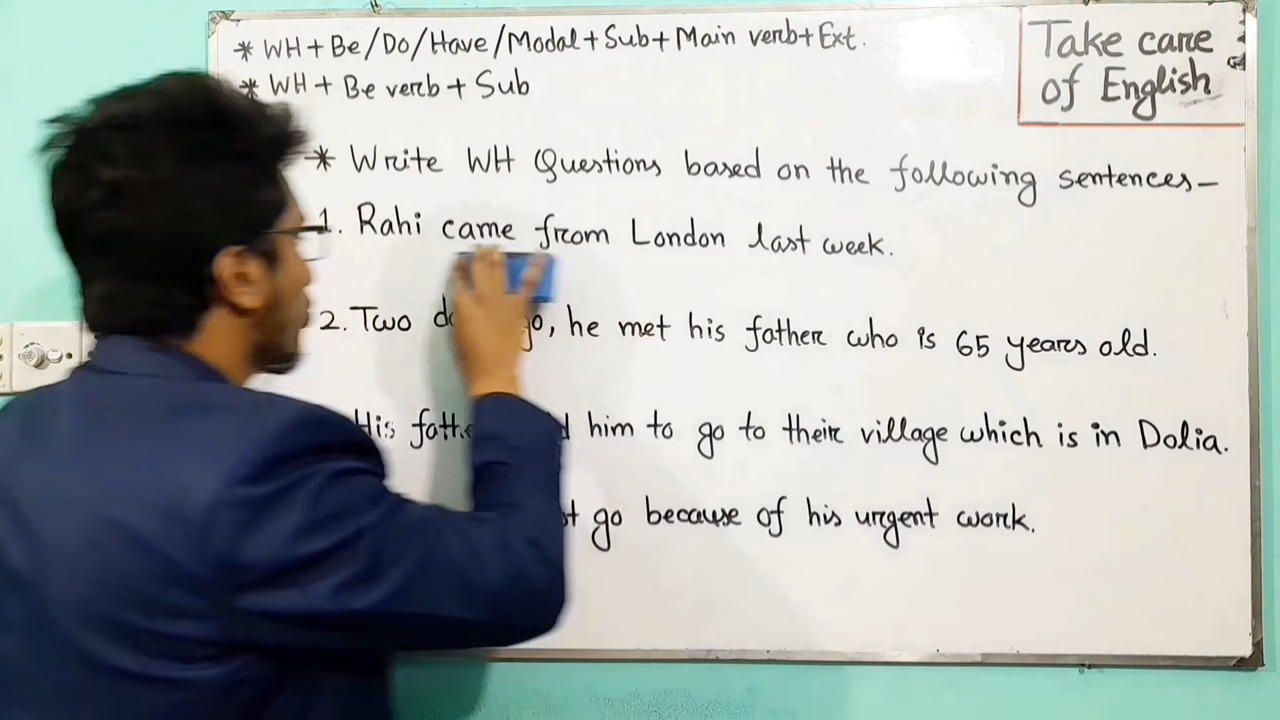 * WH + Be/Do/Have/Modal + Sub + Main verb + Ext.
* WH + Be verb + Sub
Take care
of English
* Write WH Questions based on the following sentences-
1. Rahi came from London last week.
2. Two go, he met his father who is 65 years old.
His him to go to their village which is in Dolia.
go because of his urgent work.